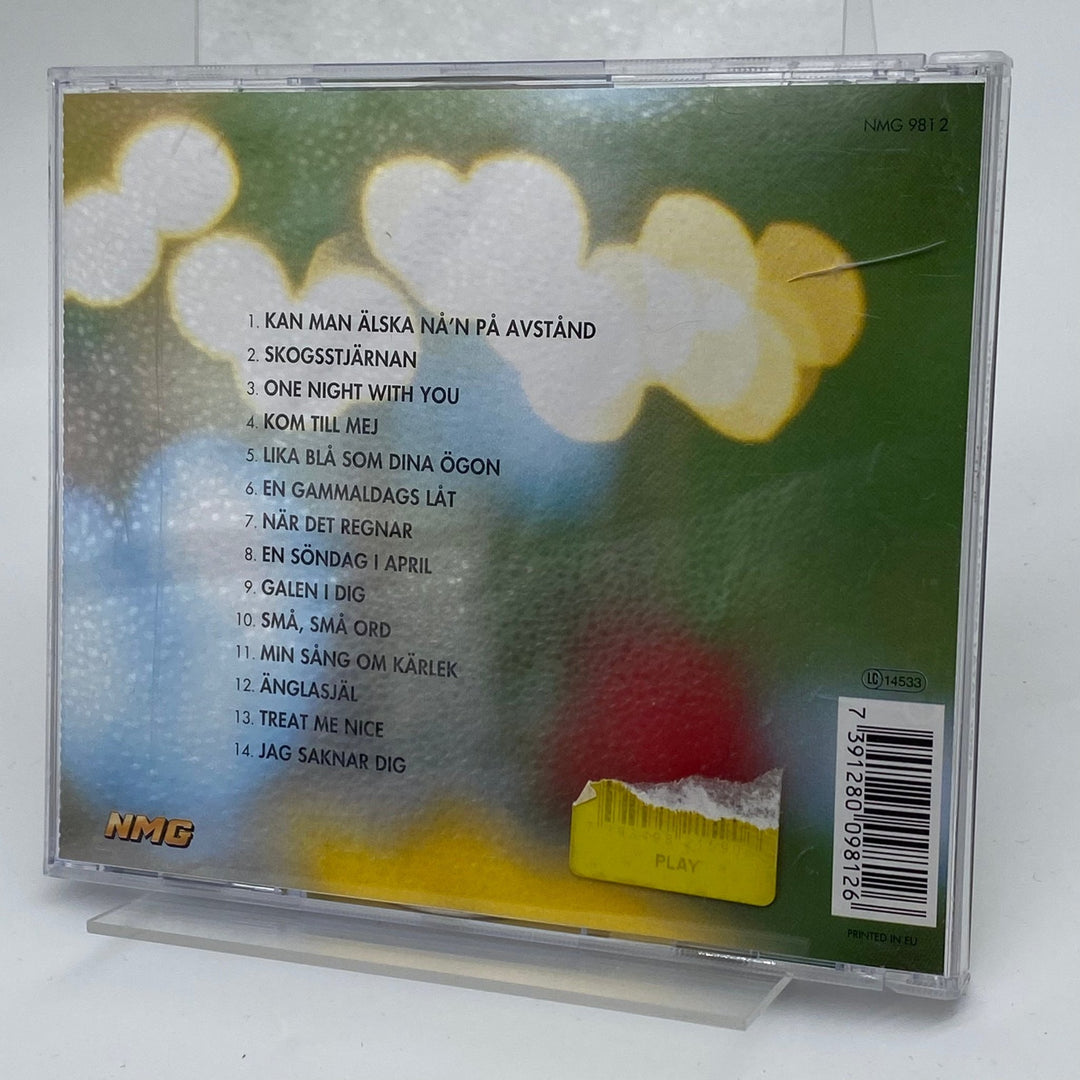 NMG 9812
1. KAN MAN ÄLSKA NÅ'N PÅ AVSTÅND
2. SKOGSSTJÄRNAN
3. ONE NIGHT WITH YOU
4. KOM TILL MEJ
5. LIKA BLÅ SOM DINA ÖGON
6. EN GAMMALDAGS LÅT
7. NÄR DET REGNAR
8. EN SÖNDAG I APRIL
9. GALEN I DIG
10. SMÅ, SMÅ ORD
11. MIN SÅNG OM KÄRLEK
12. ÄNGLASJÄL
13. TREAT ME NICE
14. JAG SAKNAR DIG
LC 14533
7 391280 098126
NMG
PLAY
PRINTED IN EU